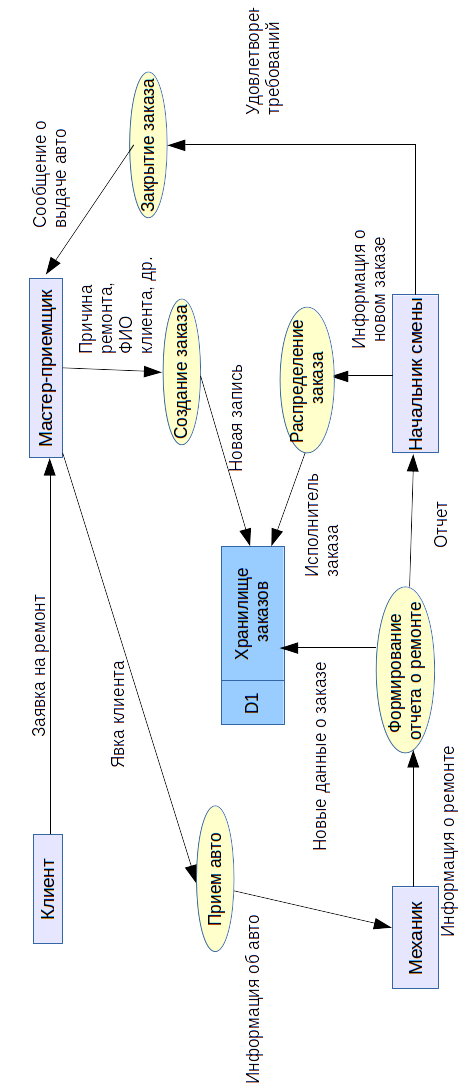 Клиент
Заявка на ремонт
Мастер-приемщик
Сообщение о
выдаче авто
Явка клиента
Причина
ремонта,
ФИО
клиента, др.
Закрытие заказа
Создание заказа
Прием авто
Информация об авто
Новая запись
D1
Хранилище
заказов
Удовлетворен
требований
Распределение
заказа
Исполнитель
заказа
Новые данные о заказе
Информация о
новом заказе
Формирование
отчета о ремонте
Механик
Начальник смены
Информация о ремонте
Отчет